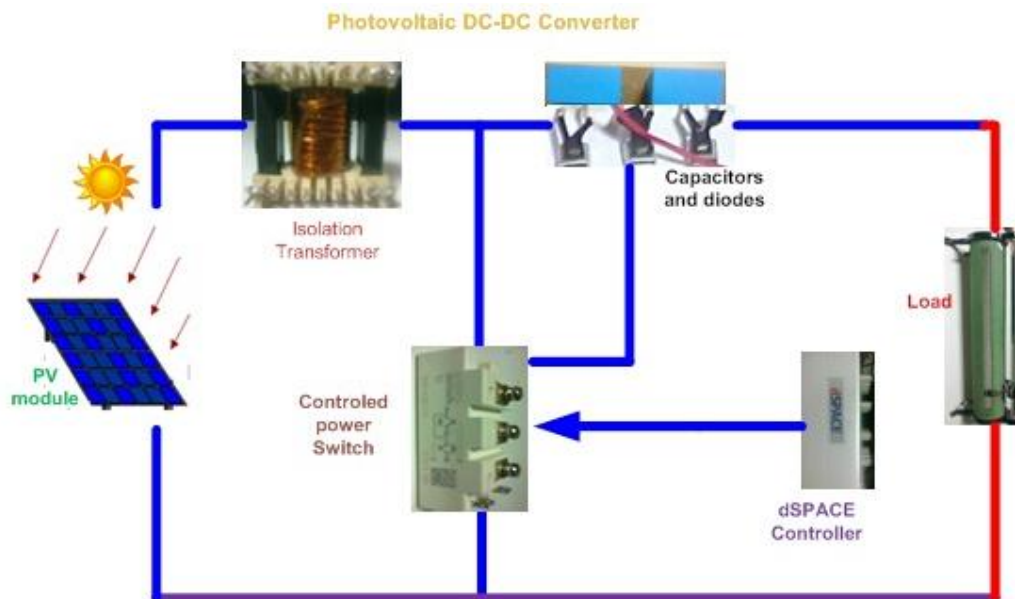 Photovoltaic DC-DC Converter
Isolation
Transformer
Capacitors
and diodes
Load
PV
module
Controled
power
Switch
dSPACE
dSPACE
Controller